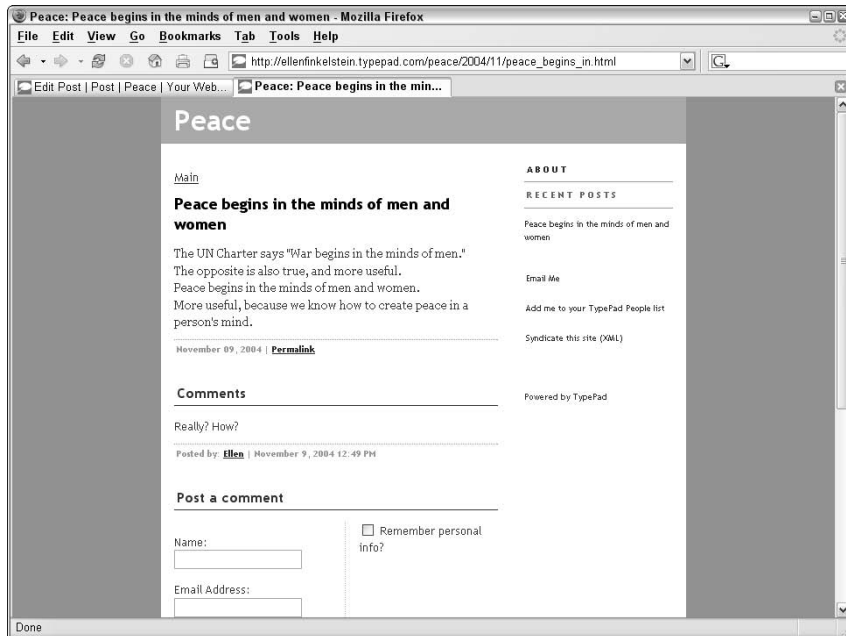 Peace: Peace begins in the minds of men and women - Mozilla Firefox
File Edit View Go Bookmarks Tab Tools Help
http://ellenfinkelstein.typepad.com/peace/2004/11/peace_begins_in.html
G
Edit Post | Post | Peace | Your Web...
Peace: Peace begins in the min...
Peace
Main
Peace begins in the minds of men and
women
The UN Charter says "War begins in the minds of men."
The opposite is also true, and more useful.
Peace begins in the minds of men and women.
More useful, because we know how to create peace in a
person's mind.
November 09, 2004 | Permalink
Comments
Really? How?
Posted by: Ellen | November 9, 2004 12:49 PM
Post a comment
Name:
Email Address:
Remember personal
info?
ABOUT
RECENT POSTS
Peace begins in the minds of men and
women
Email Me
Add me to your TypePad People list
Syndicate this site (XML)
Powered by TypePad
Done